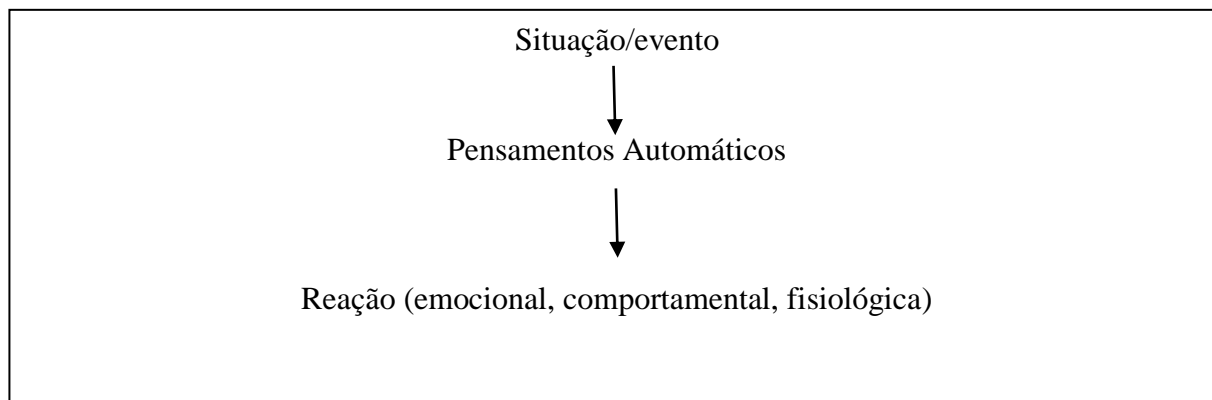 Situação/evento
Pensamentos Automáticos
Reação (emocional, comportamental, fisiológica)